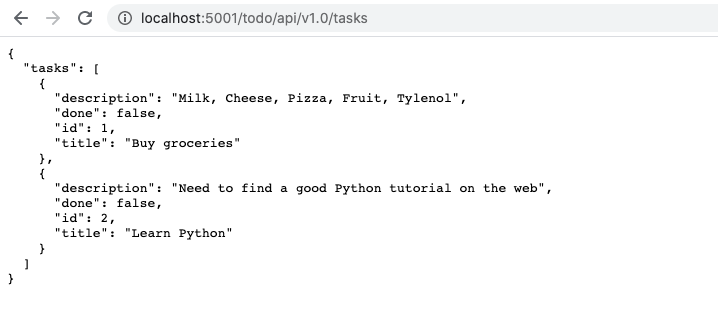 localhost:5001/todo/api/v1.0/tasks
{
  "tasks": [
    {
      "description": "Milk, Cheese, Pizza, Fruit, Tylenol",
      "done": false,
      "id": 1,
      "title": "Buy groceries"
    },
    {
      "description": "Need to find a good Python tutorial on the web",
      "done": false,
      "id": 2,
      "title": "Learn Python"
    }
  ]
}